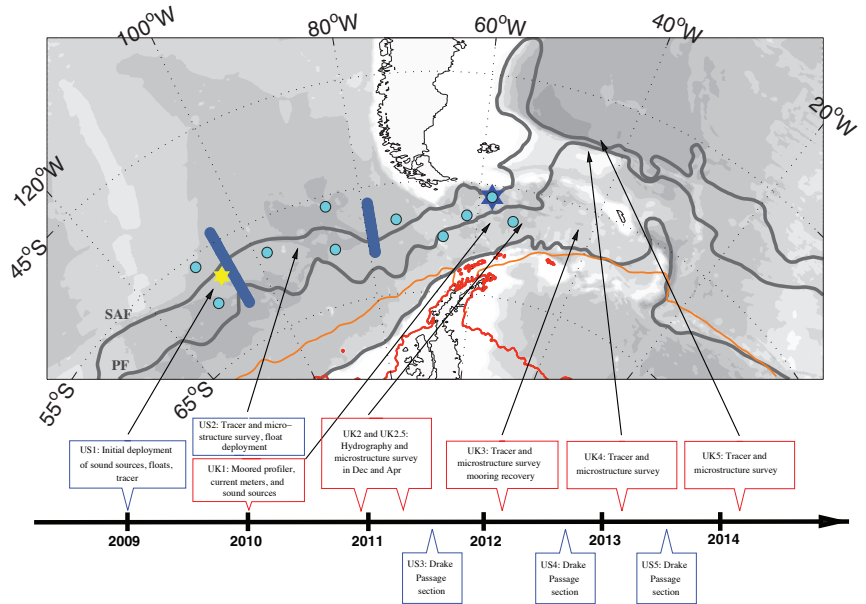 100°W
80°W
60°W
40°W
20°W
120°W
45°S
SAF
PF
55°S
65°S
US1: Initial deployment
of sound sources, floats,
tracer
US2: Tracer and micro–
structure survey, float
deployment
UK1: Moored profiler,
current meters, and
sound sources
UK2 and UK2.5:
Hydrography and
microstructure survey
in Dec and Apr
UK3: Tracer and
microstructure survey
mooring recovery
UK4: Tracer and
microstructure survey
UK5: Tracer and
microstructure survey
2009
2010
2011
2012
2013
2014
US3: Drake
Passage
section
US4: Drake
Passage
section
US5: Drake
Passage
section